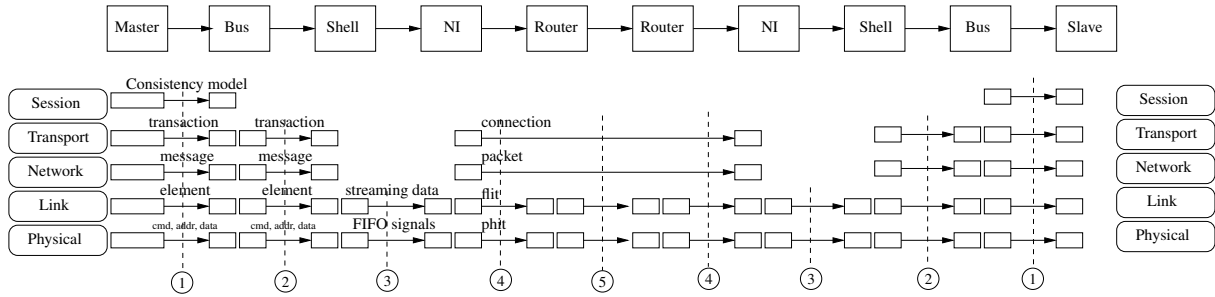 Master Bus Shell NI Router Router NI Shell Bus Slave
Consistency model
Session Session
Transport transaction transaction connection Transport
Network message message packet Network
Link element element streaming data flit Link
Physical cmd, addr, data cmd, addr, data FIFO signals phit Physical
1 2 3 4 5 4 3 2 1